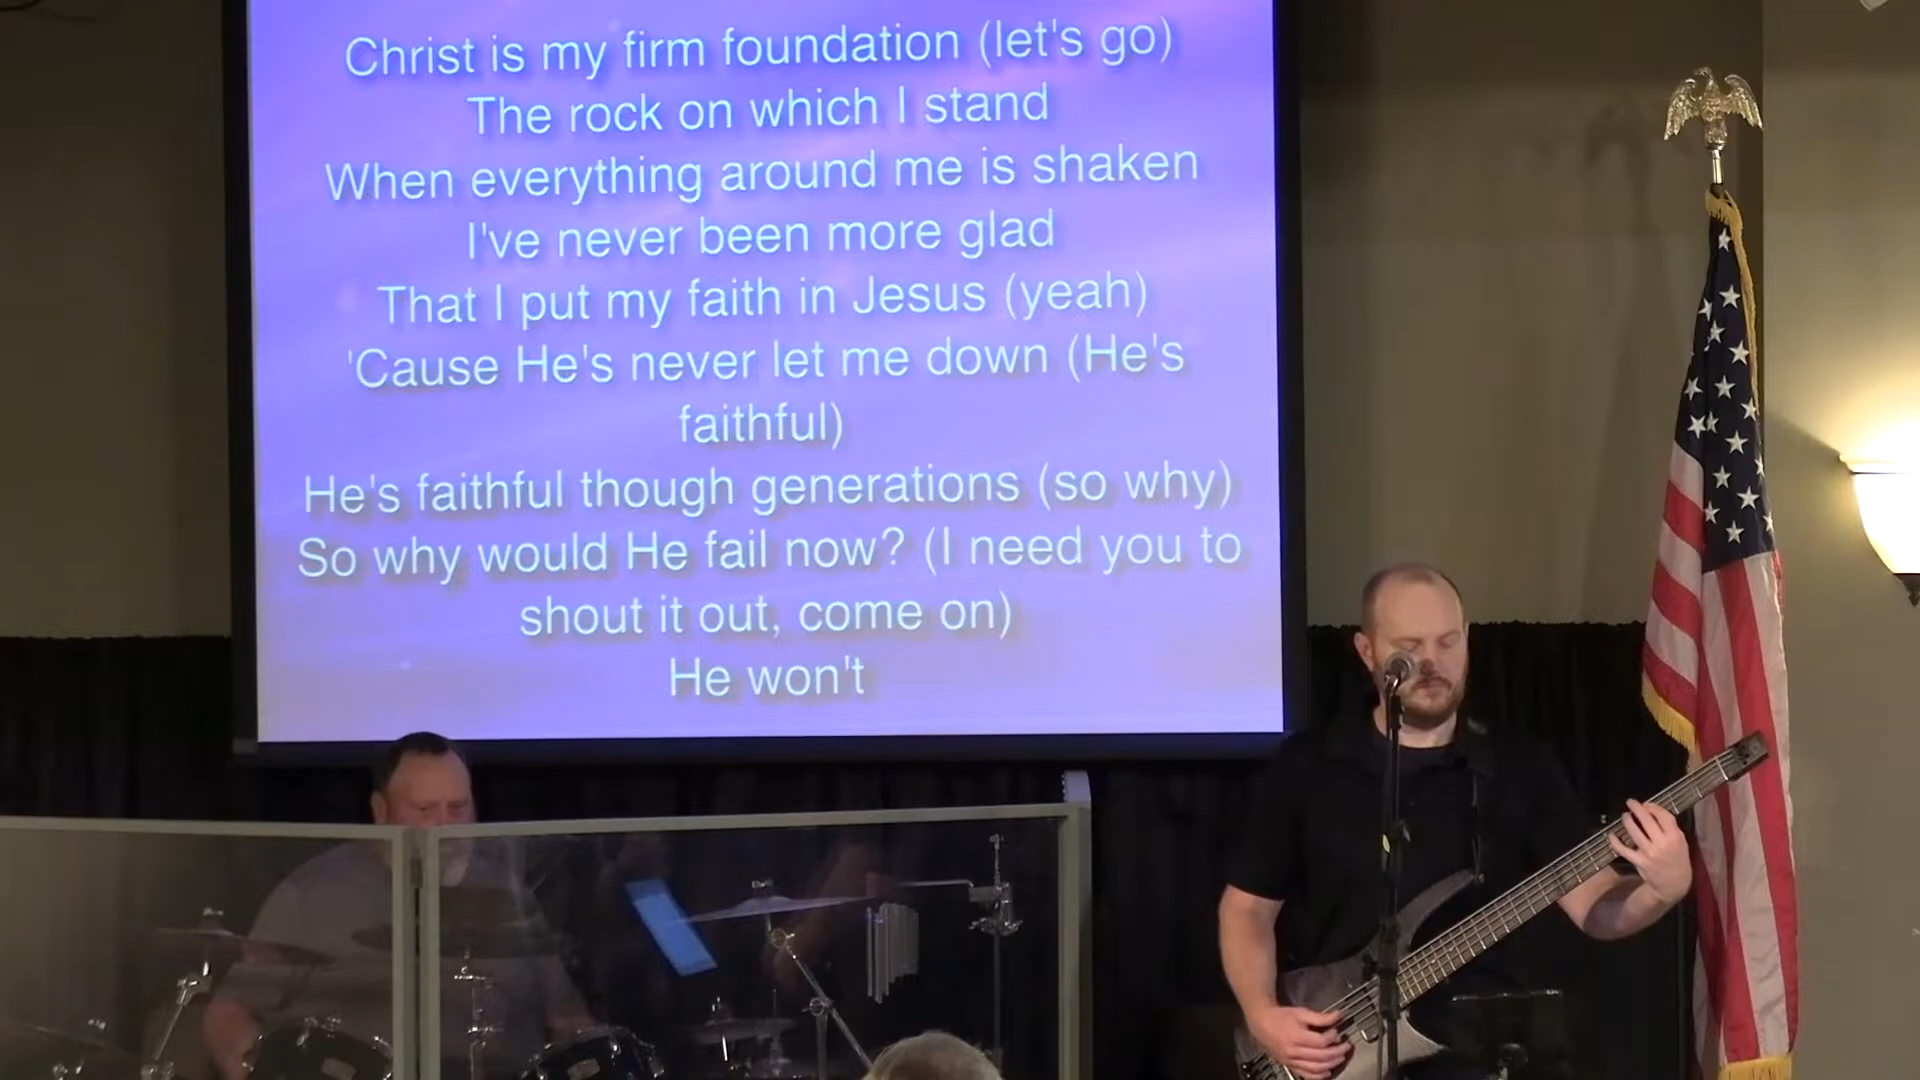 Christ is my firm foundation (let's go)
The rock on which I stand
When everything around me is shaken
I've never been more glad
That I put my faith in Jesus (yeah)
'Cause He's never let me down (He's
faithful)
He's faithful though generations (so why)
So why would He fail now? (I need you to
shout it out, come on)
He won't